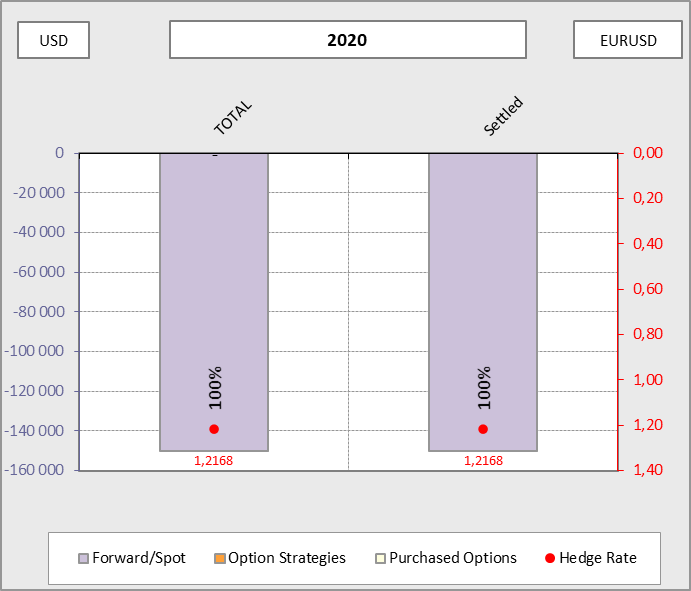 USD
2020
EURUSD
TOTAL
Settled
0
-20 000
-40 000
-60 000
-80 000
-100 000
-120 000
-140 000
-160 000
-
100%
100%
1,2168
1,2168
0,00
0,20
0,40
0,60
0,80
1,00
1,20
1,40
Forward/Spot
Option Strategies
Purchased Options
Hedge Rate